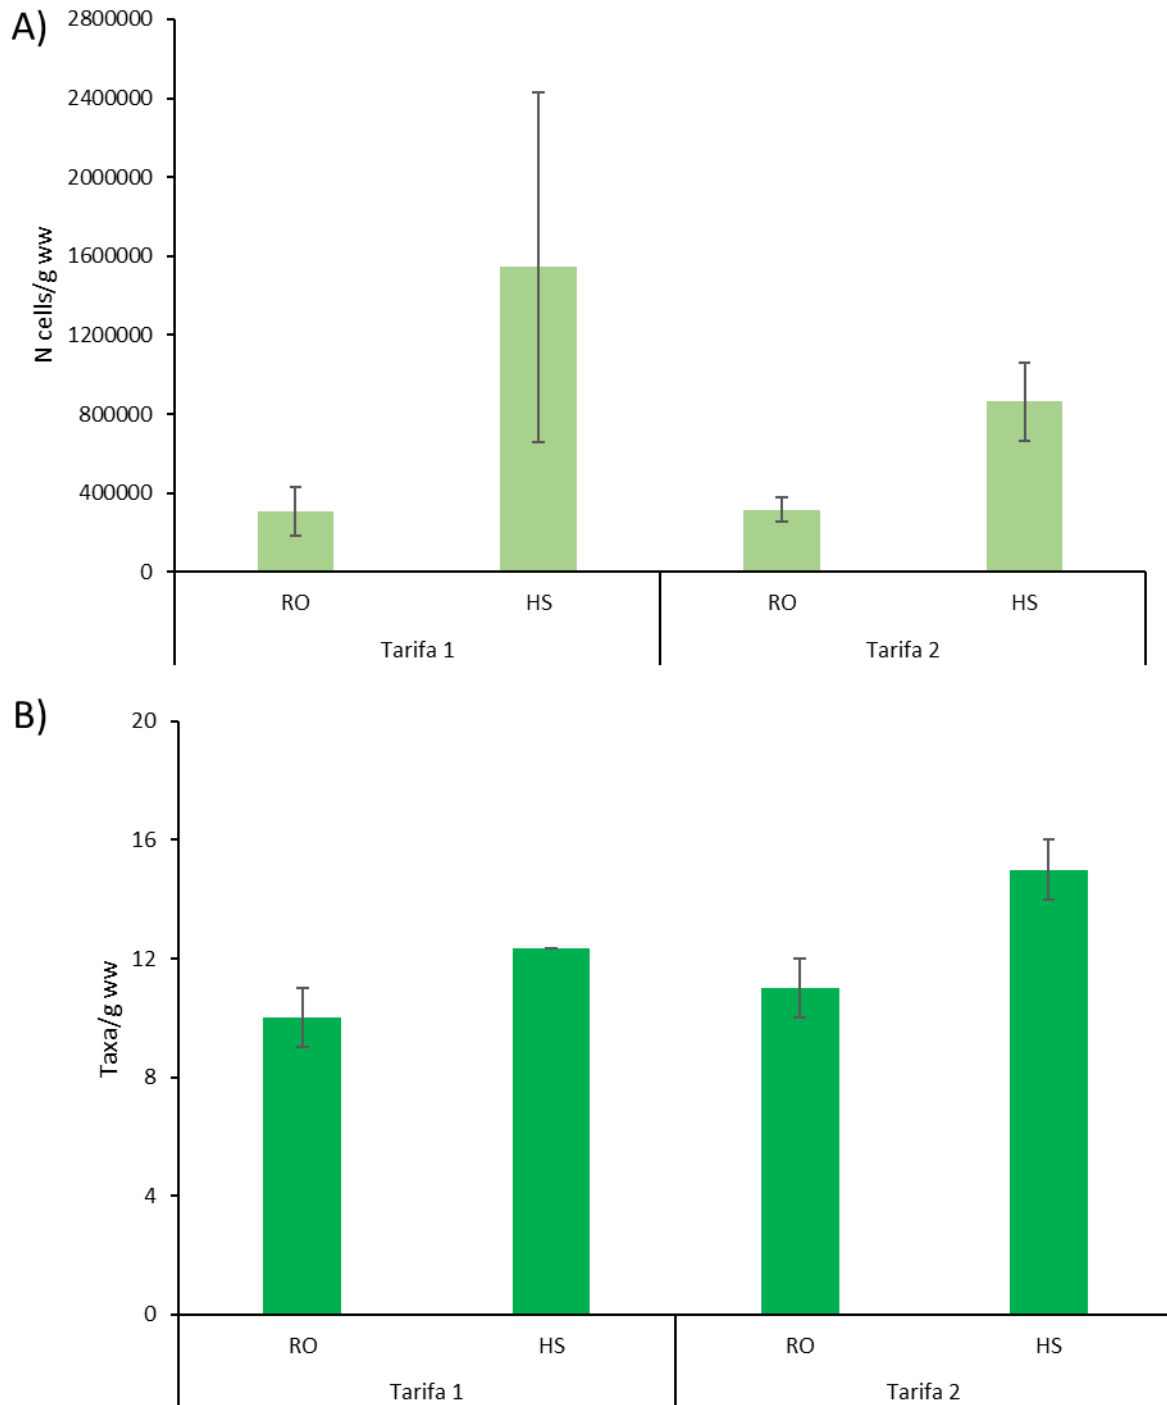 A)
N cells/g ww
2800000
2400000
2000000
1600000
1200000
800000
400000
0
RO HS RO HS
Tarifa 1 Tarifa 2
B)
Taxa/g ww
20
16
12
8
4
0
RO HS RO HS
Tarifa 1 Tarifa 2